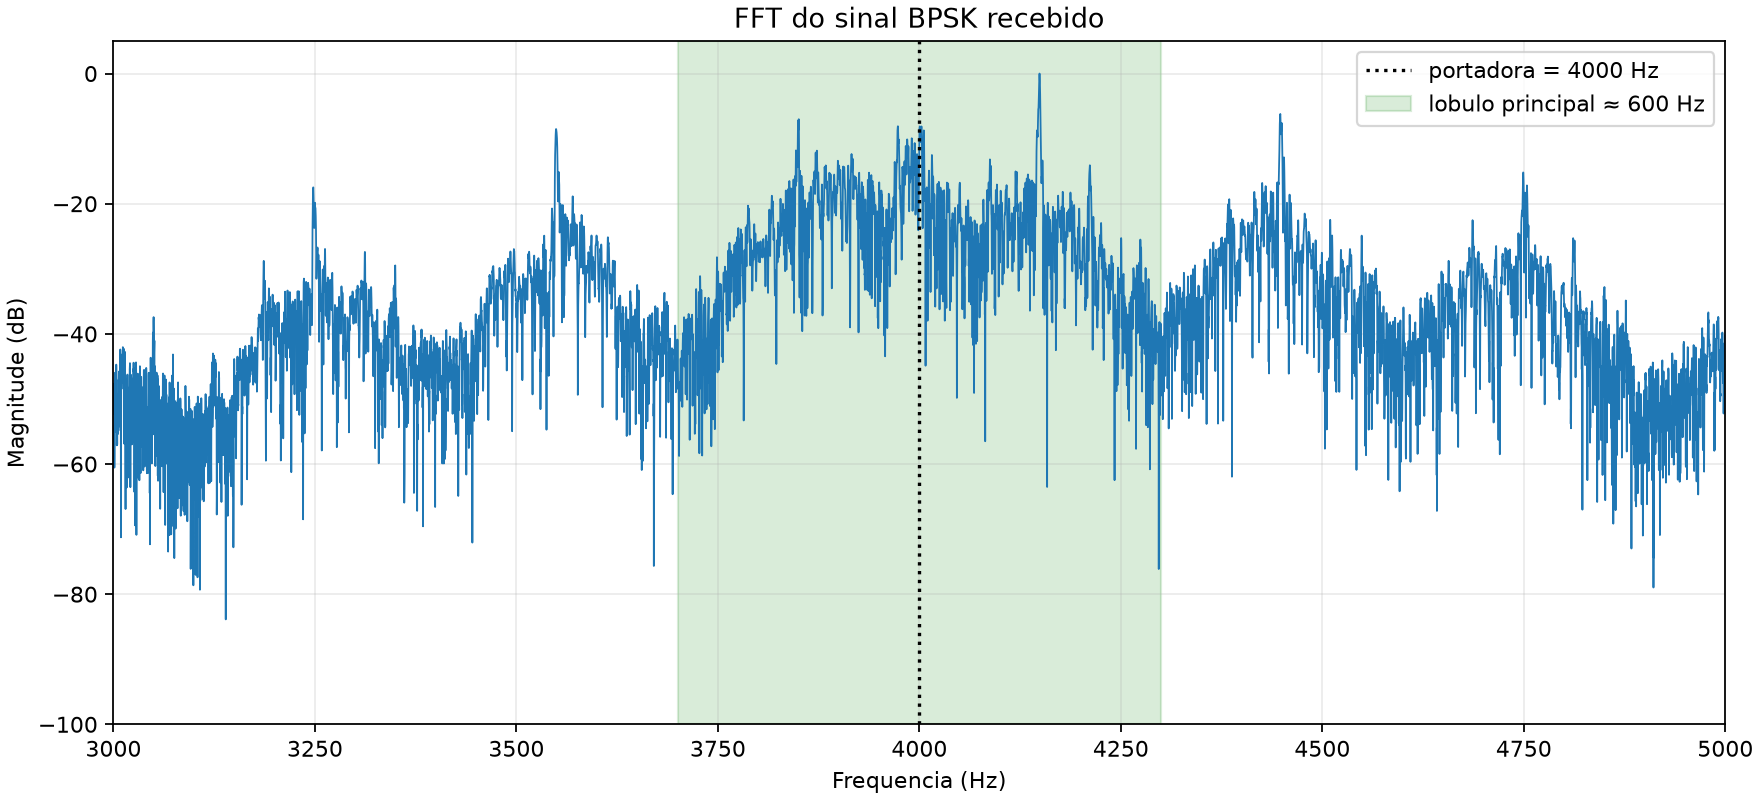 FFT do sinal BPSK recebido
portadora = 4000 Hz
lobulo principal ≈ 600 Hz
Magnitude (dB)
0
−20
−40
−60
−80
−100
3000 3250 3500 3750 4000 4250 4500 4750 5000
Frequencia (Hz)